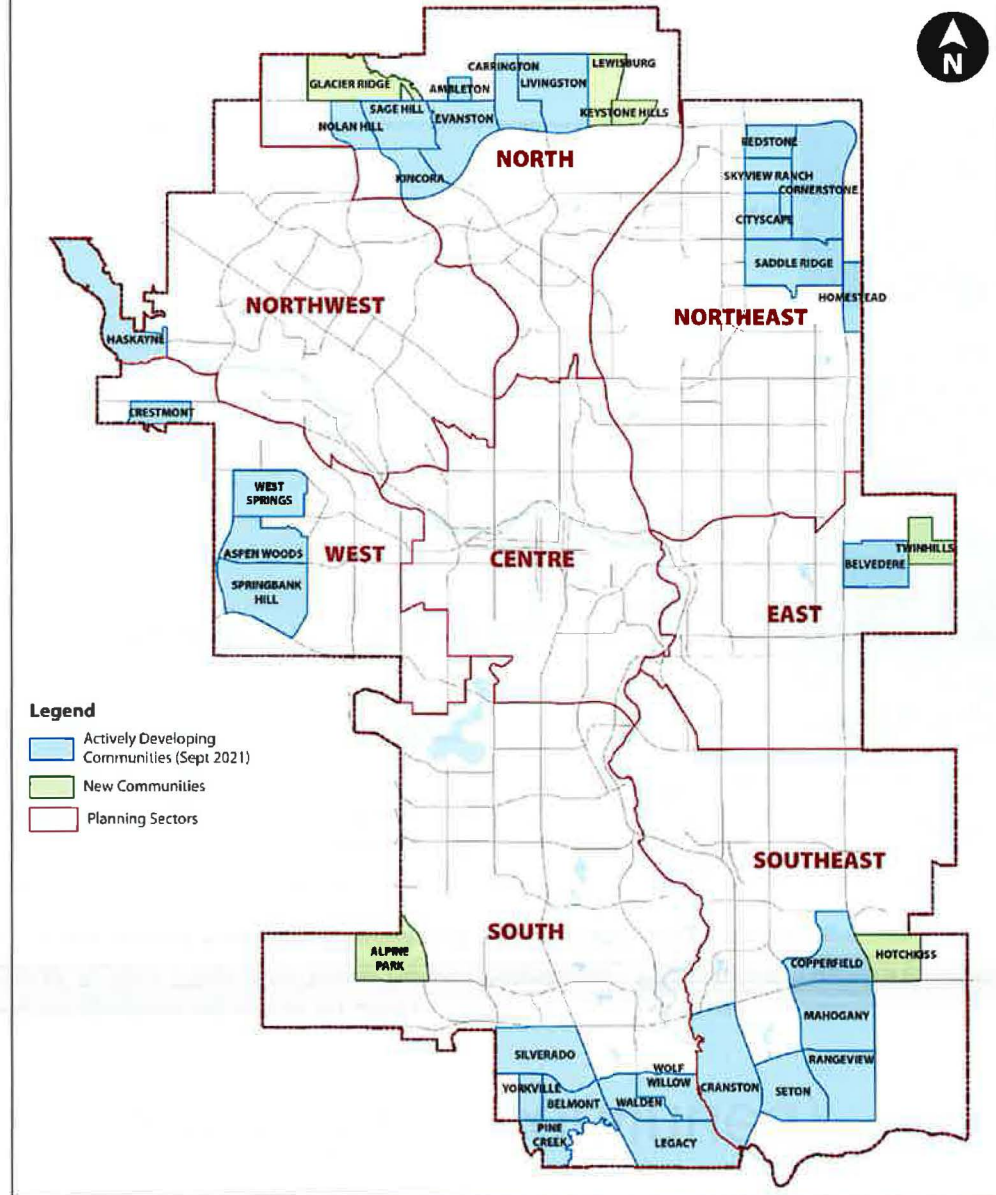 N
CARRINGTON
LEWISBURG
GLACIER RIDGE
AMBLETON
LIVINGSTON
SAGE HILL
EVANSTON
KEYSTONE HILLS
NOLAN HILL
NORTH
KINCORA
REDSTONE
SKYVIEW RANCH
CORNERSTONE
CITYSCAPE
SADDLE RIDGE
HOMESTEAD
NORTHWEST
NORTHEAST
HASKAYNE
CRESTMONT
WEST
SPRINGS
ASPEN WOODS
WEST
CENTRE
TWINHILLS
BELVEDERE
SPRINGBANK
HILL
EAST
Legend
Actively Developing
Communities (Sept 2021)
New Communities
Planning Sectors
SOUTHEAST
SOUTH
ALPINE
PARK
HOTCHKISS
COPPERFIELD
MAHOGANY
SILVERADO
RANGEVIEW
WOLF
WILLOW
YORKVILLE
CRANSTON
SETON
BELMONT
WALDEN
PINE
CREEK
LEGACY